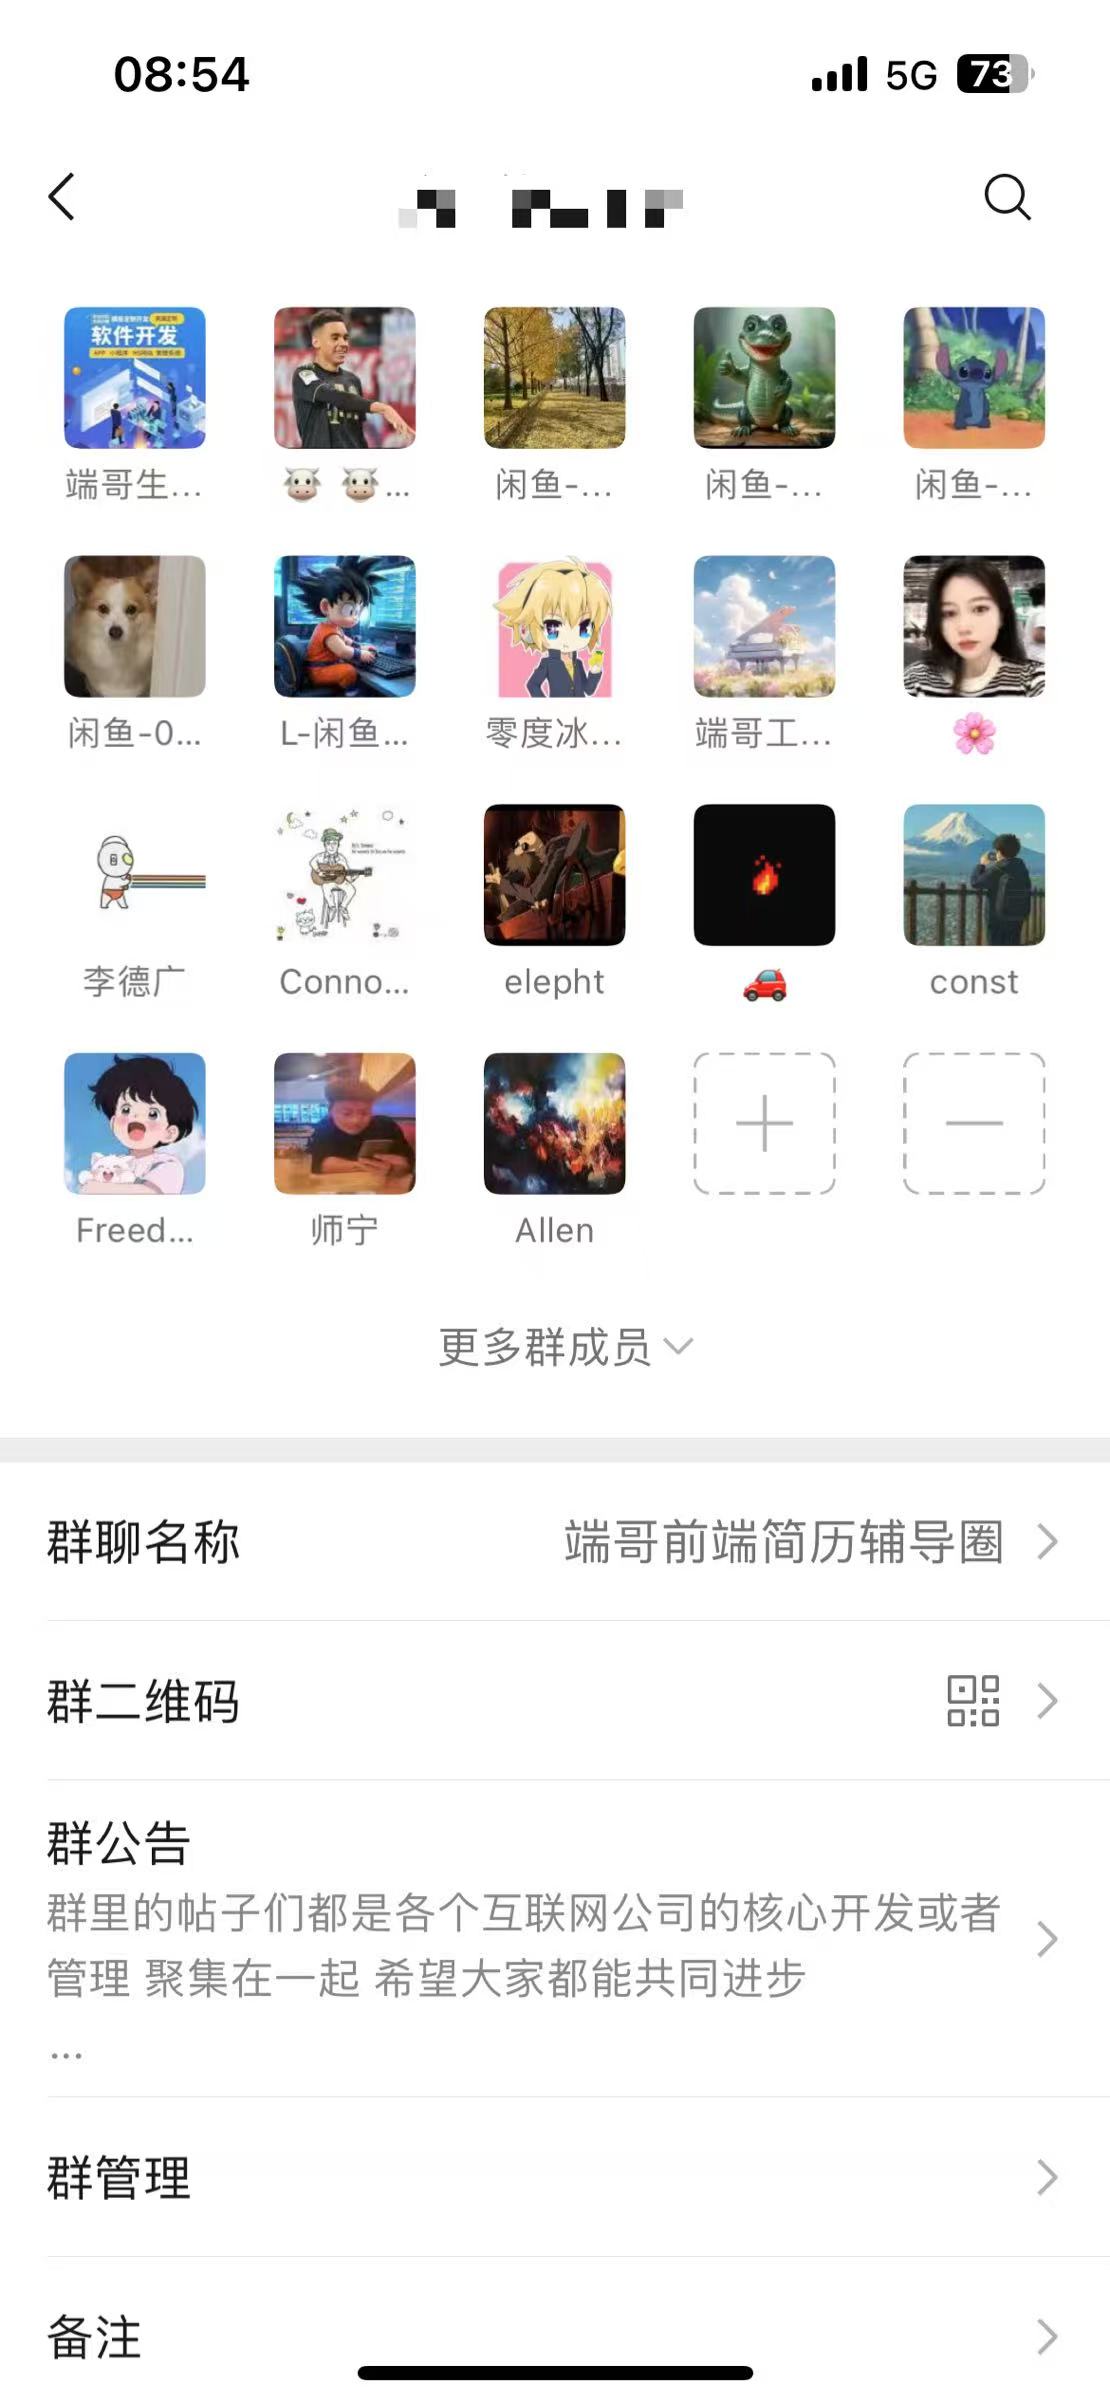 08:54
5G 73
软件开发
端哥生...
🐮 🐮...
闲鱼-...
闲鱼-...
闲鱼-...
闲鱼-0...
L-闲鱼...
零度冰...
端哥工...
🌸
李德广
Conno...
elepht
🚗
const
Freed...
师宁
Allen
更多群成员
群聊名称
端哥前端简历辅导圈
群二维码
群公告
群里的帖子们都是各个互联网公司的核心开发或者
管理 聚集在一起 希望大家都能共同进步
...
群管理
备注